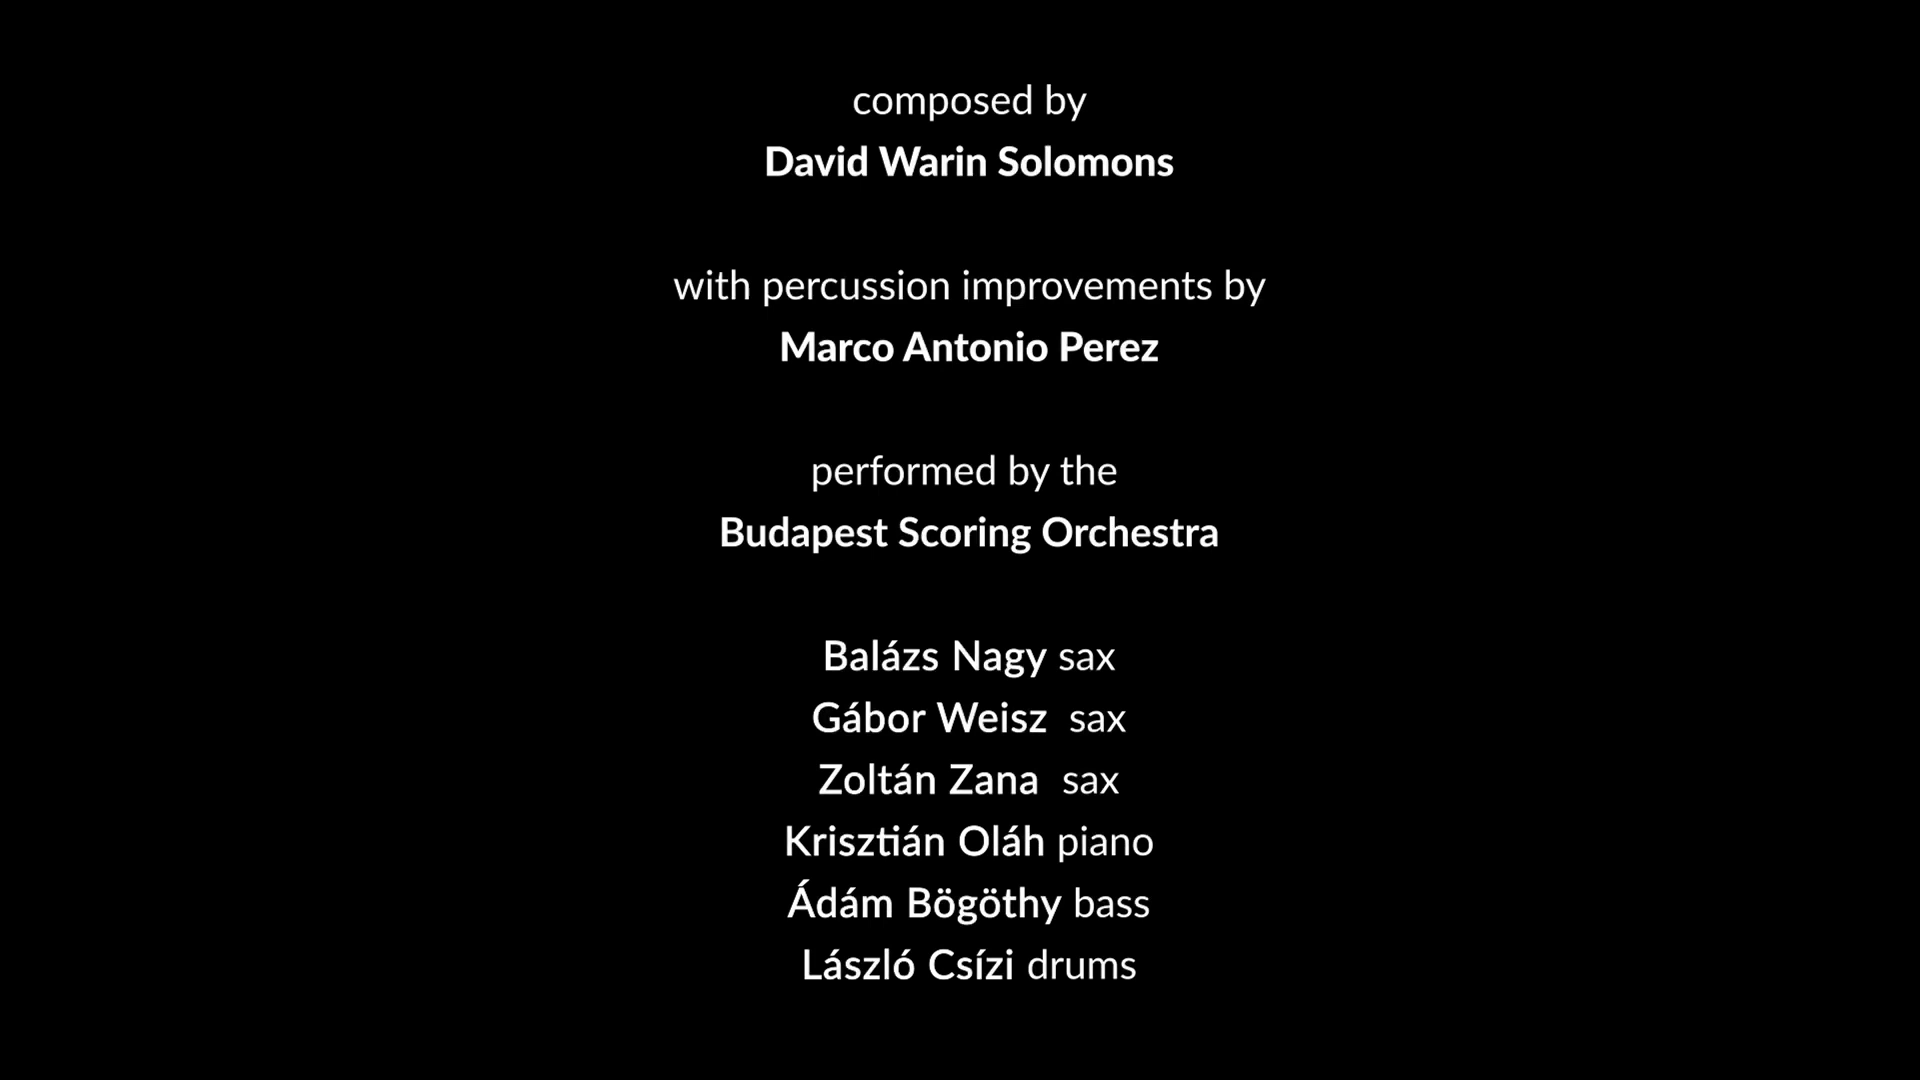 composed by
David Warin Solomons
with percussion improvements by
Marco Antonio Perez
performed by the
Budapest Scoring Orchestra
Balázs Nagy sax
Gábor Weisz sax
Zoltán Zana sax
Krisztián Oláh piano
Ádám Bögöthy bass
László Csízi drums